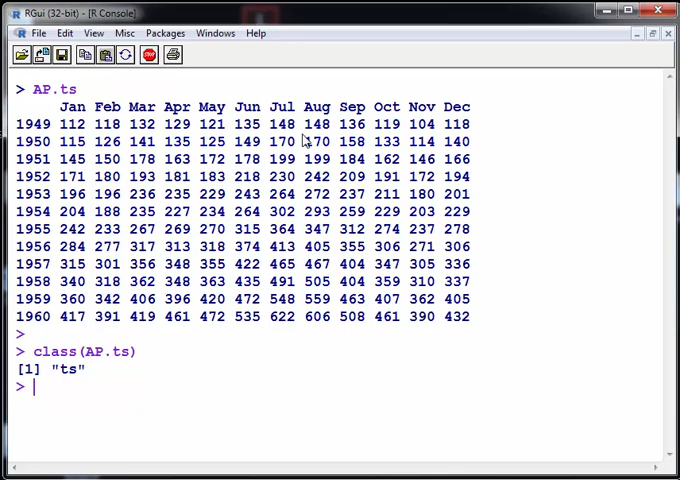 RGui (32-bit) - [R Console]
File Edit View Misc Packages Windows Help
STOP
> AP.ts
Jan Feb Mar Apr May Jun Jul Aug Sep Oct Nov Dec
1949 112 118 132 129 121 135 148 148 136 119 104 118
1950 115 126 141 135 125 149 170 170 158 133 114 140
1951 145 150 178 163 172 178 199 199 184 162 146 166
1952 171 180 193 181 183 218 230 242 209 191 172 194
1953 196 196 236 235 229 243 264 272 237 211 180 201
1954 204 188 235 227 234 264 302 293 259 229 203 229
1955 242 233 267 269 270 315 364 347 312 274 237 278
1956 284 277 317 313 318 374 413 405 355 306 271 306
1957 315 301 356 348 355 422 465 467 404 347 305 336
1958 340 318 362 348 363 435 491 505 404 359 310 337
1959 360 342 406 396 420 472 548 559 463 407 362 405
1960 417 391 419 461 472 535 622 606 508 461 390 432
>
> class(AP.ts)
[1] "ts"
>